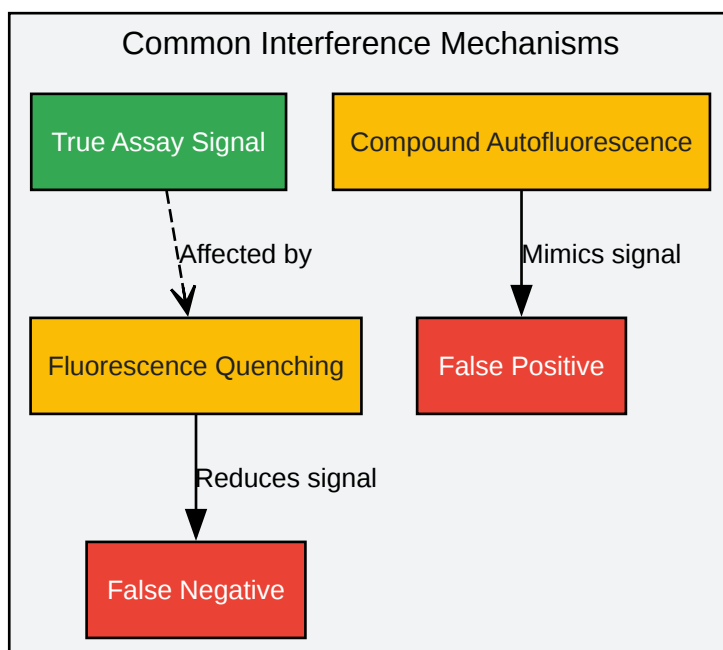 Common Interference Mechanisms
True Assay Signal
Compound Autofluorescence
Affected by
Mimics signal
Fluorescence Quenching
False Positive
Reduces signal
False Negative